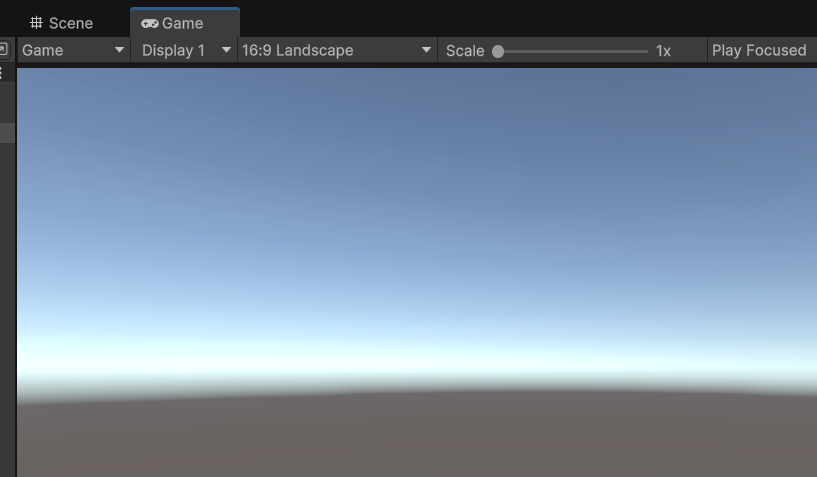 Scene Game
Game Display 1 16:9 Landscape Scale 1x Play Focused